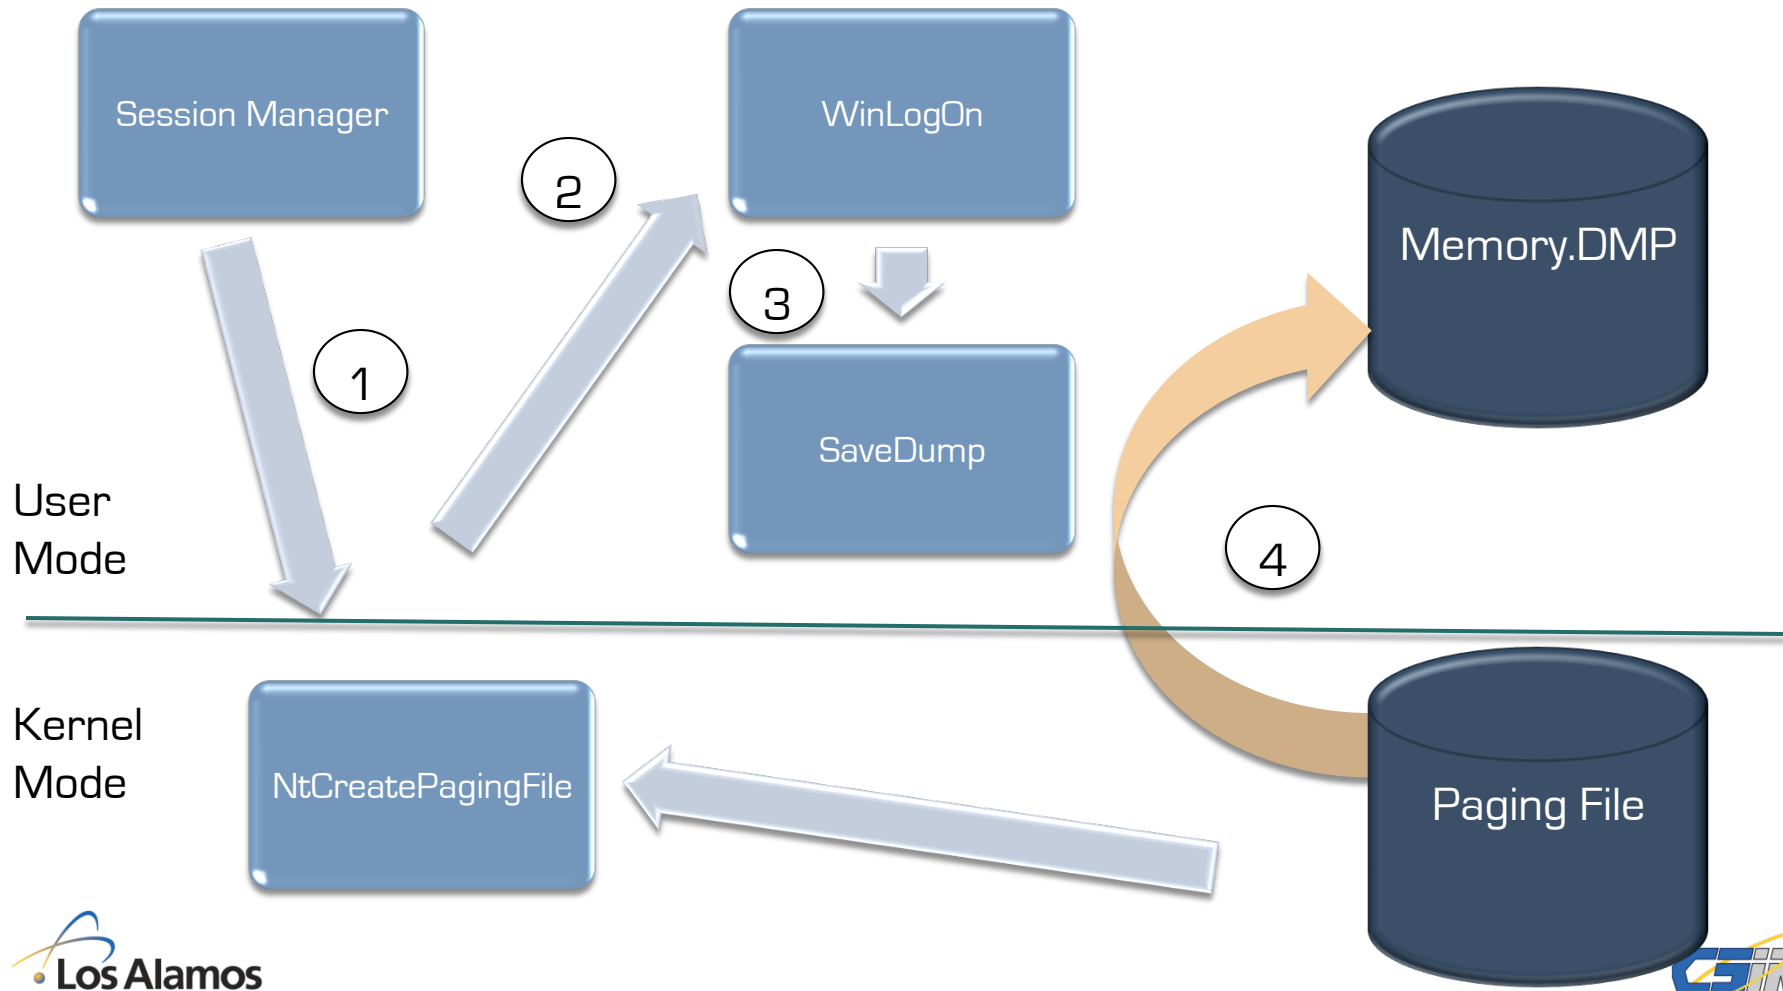 Session Manager
WinLogOn
2
Memory.DMP
3
1
SaveDump
User
Mode
4
Kernel
Mode
NtCreatePagingFile
Paging File
Los Alamos